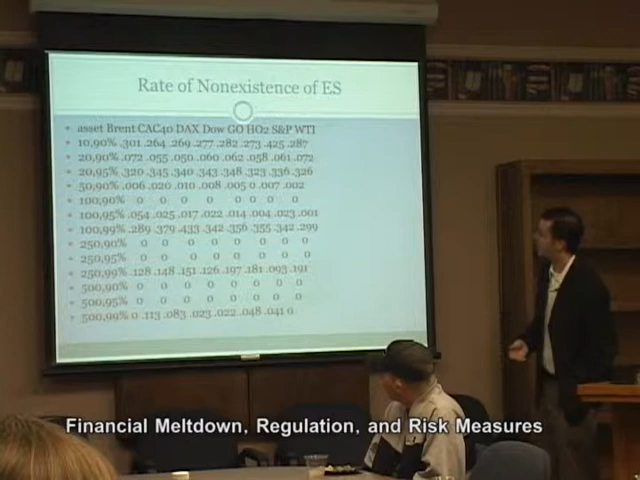 Rate of Nonexistence of ES
• asset Brent CAC40 DAX Dow GO HO2 S&P WTI
• 10,90% .301 .264 .269 .277 .282 .273 .425 .287
• 20,90% .072 .055 .050 .060 .062 .058 .061 .072
• 20,95% .320 .345 .340 .343 .348 .323 .336 .326
• 50,90% .006 .020 .010 .008 .005 0 .007 .002
• 100,90% 0 0 0 0 0 0 0 0
• 100,95% .054 .025 .017 .022 .014 .004 .023 .001
• 100,99% .289 .379 .433 .342 .356 .355 .342 .299
• 250,90% 0 0 0 0 0 0 0 0
• 250,95% 0 0 0 0 0 0 0 0
• 250,99% .128 .148 .151 .126 .197 .181 .093 .191
• 500,90% 0 0 0 0 0 0 0 0
• 500,95% 0 0 0 0 0 0 0 0
• 500,99% 0 .113 .083 .023 .022 .048 .041 0
Financial Meltdown, Regulation, and Risk Measures